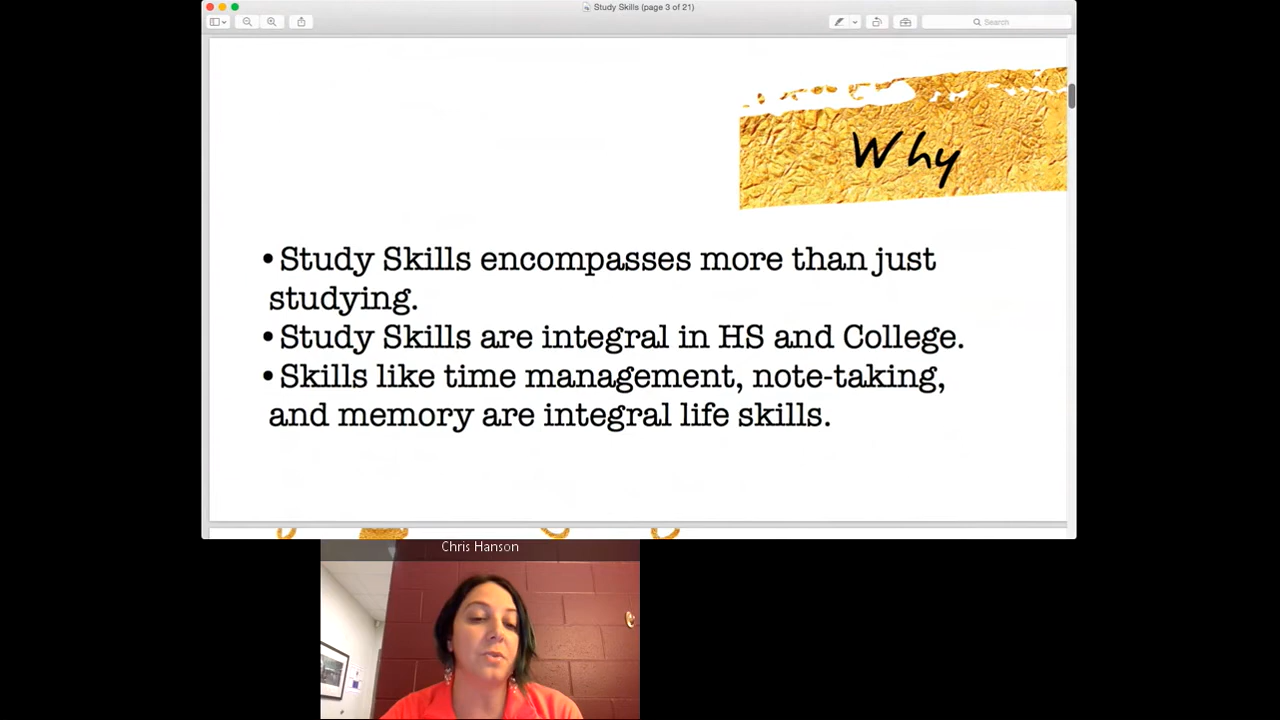 Study Skills (page 3 of 21)
Search
Why
• Study Skills encompasses more than just
studying.
• Study Skills are integral in HS and College.
• Skills like time management, note-taking,
and memory are integral life skills.
Chris Hanson